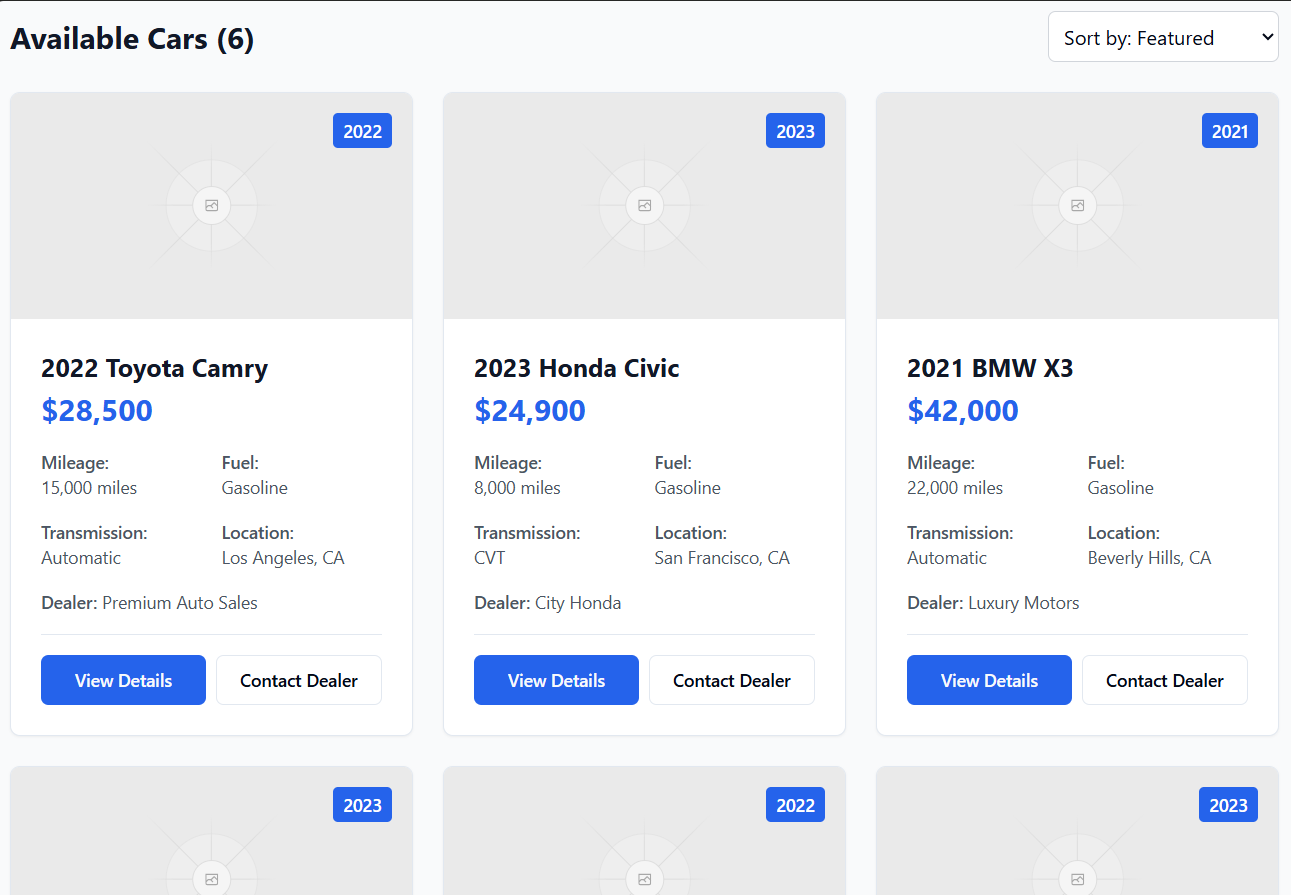 Available Cars (6)
Sort by: Featured
2022
2023
2021
2022 Toyota Camry
$28,500
Mileage:
15,000 miles
Fuel:
Gasoline
Transmission:
Automatic
Location:
Los Angeles, CA
Dealer: Premium Auto Sales
View Details
Contact Dealer
2023 Honda Civic
$24,900
Mileage:
8,000 miles
Fuel:
Gasoline
Transmission:
CVT
Location:
San Francisco, CA
Dealer: City Honda
View Details
Contact Dealer
2021 BMW X3
$42,000
Mileage:
22,000 miles
Fuel:
Gasoline
Transmission:
Automatic
Location:
Beverly Hills, CA
Dealer: Luxury Motors
View Details
Contact Dealer
2023
2022
2023